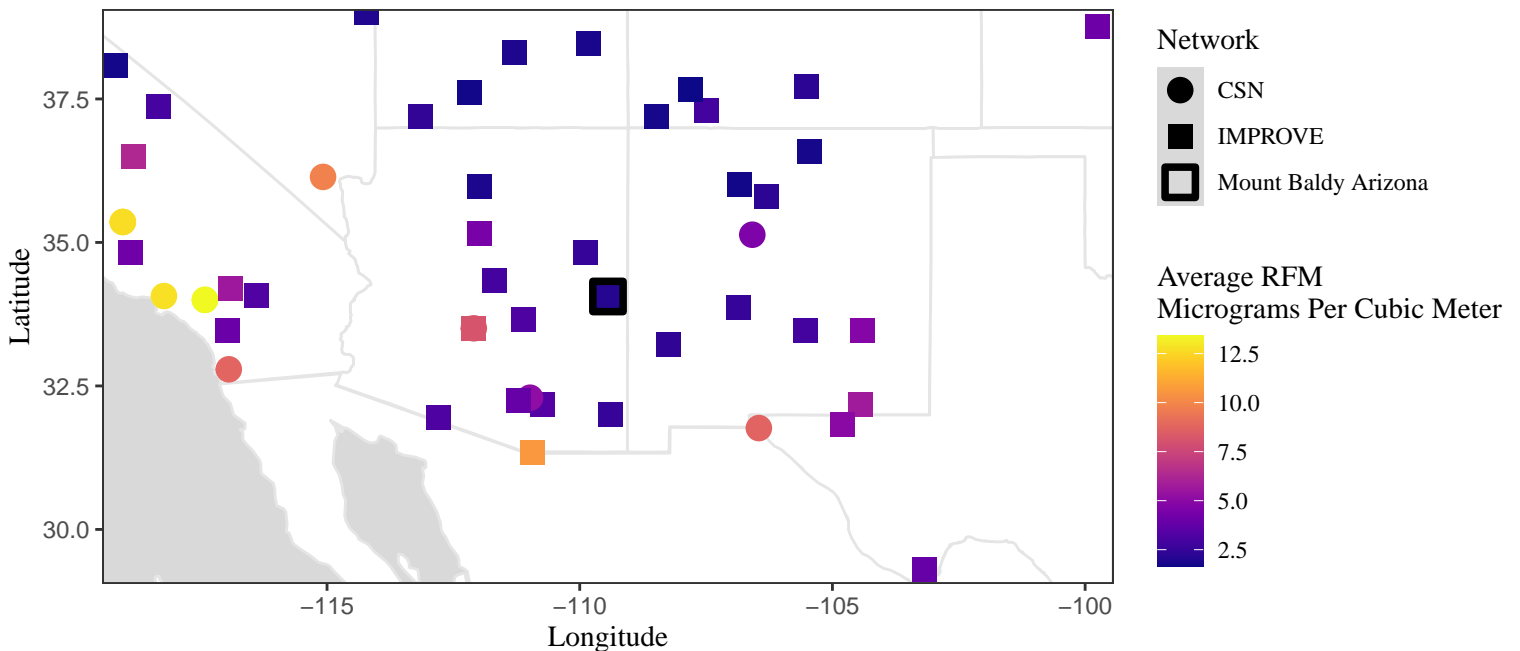 Network
CSN
IMPROVE
Mount Baldy Arizona
Average RFM
Micrograms Per Cubic Meter
12.5
10.0
7.5
5.0
2.5
Latitude
37.5
35.0
32.5
30.0
−115
−110
−105
−100
Longitude